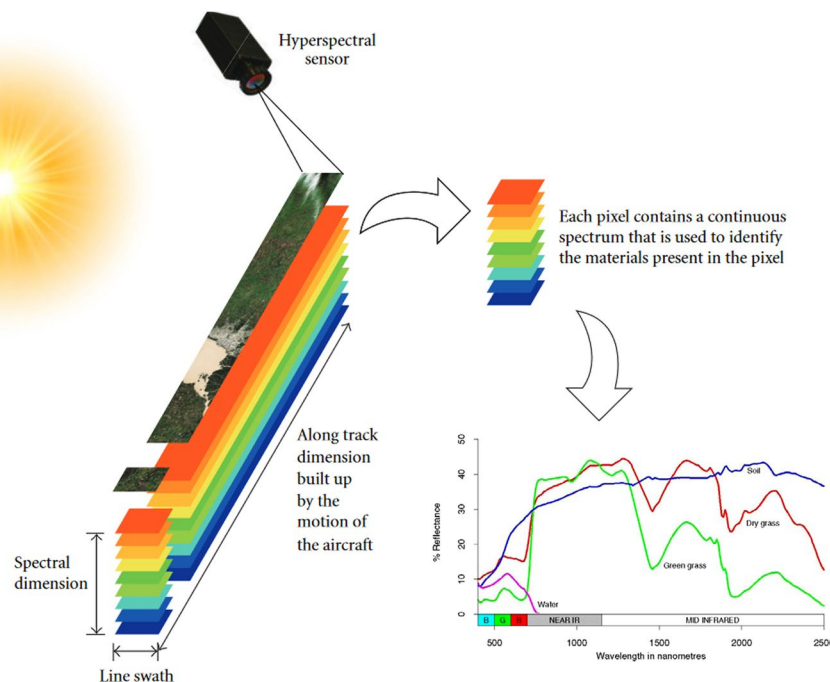 Hyperspectral
sensor
Each pixel contains a continuous
spectrum that is used to identify
the materials present in the pixel
Along track
dimension
built up
by the
motion of
the aircraft
Spectral
dimension
Line swath
% Reflectance
50
40
30
20
10
0
Soil
Dry grass
Green grass
Water
B G R NEAR IR MID INFRARED
500 1000 1500 2000 2500
Wavelength in nanometres